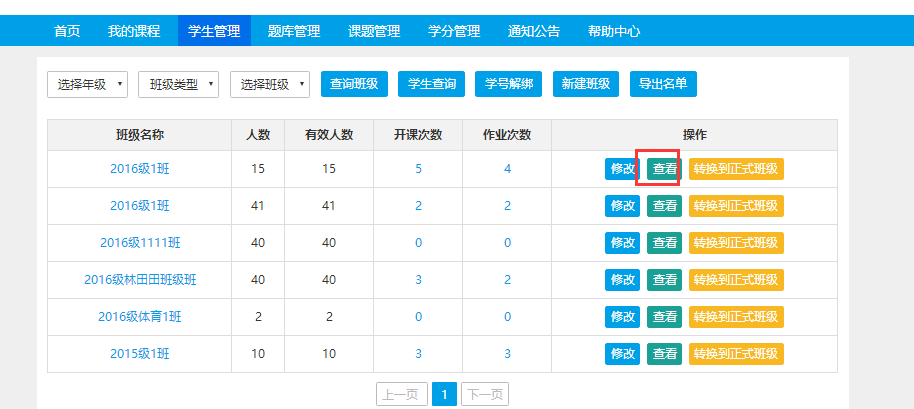 首页 我的课程 学生管理 题库管理 课题管理 学分管理 通知公告 帮助中心
选择年级 班级类型 选择班级 查询班级 学生查询 学号解绑 新建班级 导出名单
班级名称 人数 有效人数 开课次数 作业次数 操作
2016级1班 15 15 5 4 修改 查看 转换到正式班级
2016级1班 41 41 2 2 修改 查看 转换到正式班级
2016级1111班 40 40 0 0 修改 查看 转换到正式班级
2016级林田田班级班 40 40 3 2 修改 查看 转换到正式班级
2016级体育1班 2 2 0 0 修改 查看 转换到正式班级
2015级1班 10 10 3 3 修改 查看 转换到正式班级
上一页 1 下一页